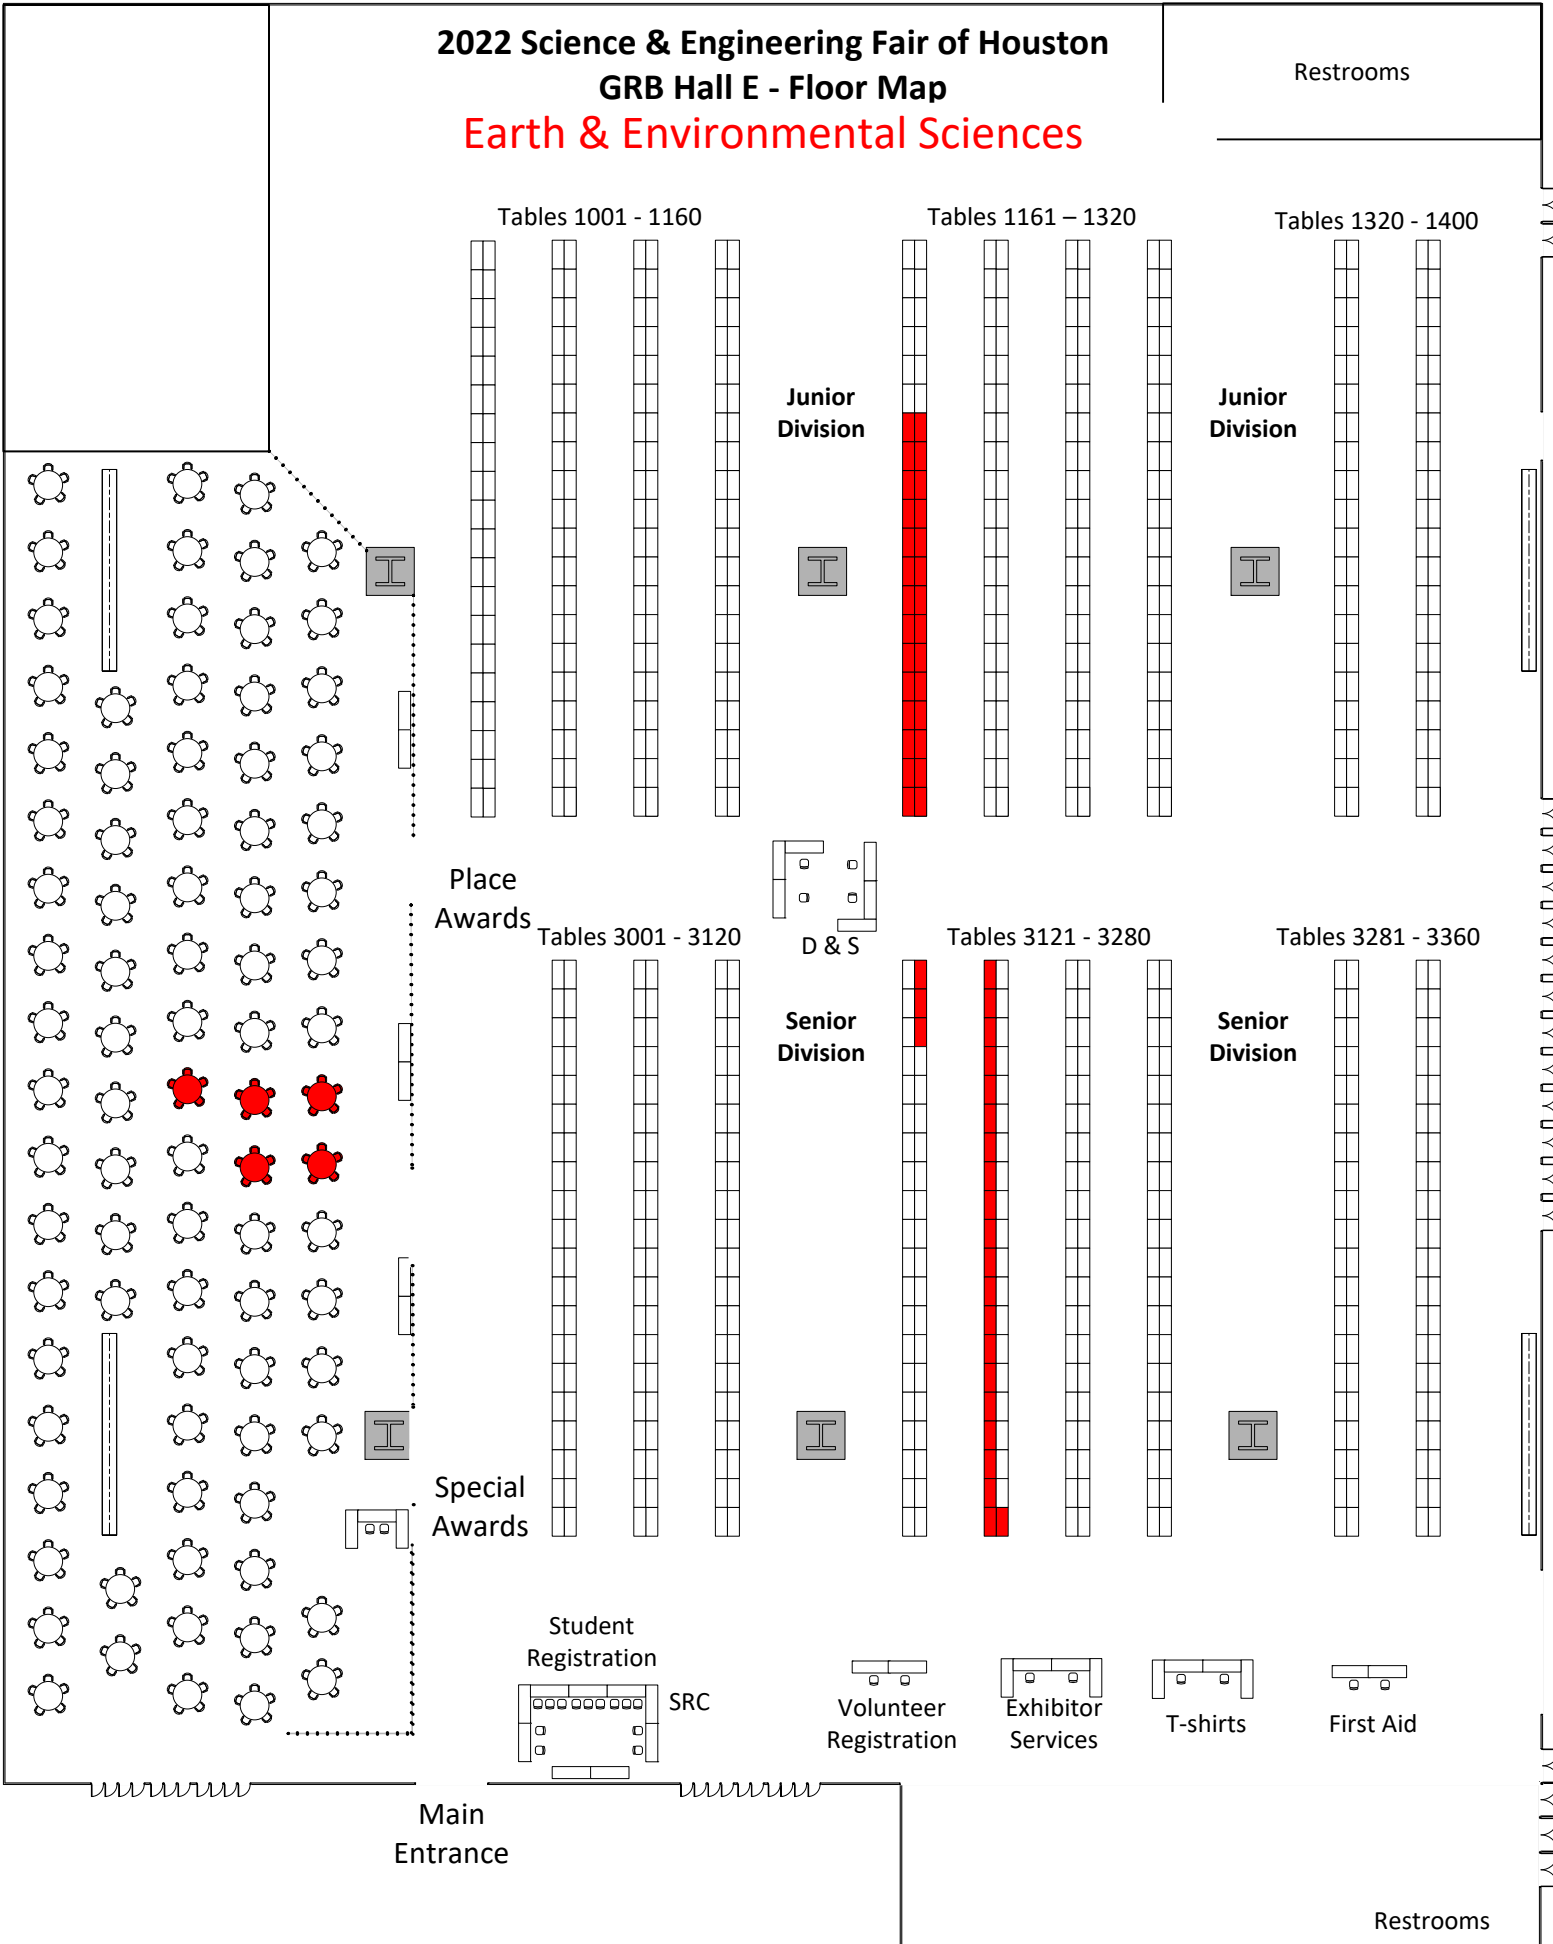 2022 Science & Engineering Fair of Houston
GRB Hall E - Floor Map
Earth & Environmental Sciences
Restrooms
Tables 1001 - 1160
Tables 1161 – 1320
Tables 1320 - 1400
Junior
Division
Junior
Division
Place
Awards
D & S
Tables 3001 - 3120
Tables 3121 - 3280
Tables 3281 - 3360
Senior
Division
Senior
Division
Special
Awards
Student
Registration
SRC
Volunteer
Registration
Exhibitor
Services
T-shirts
First Aid
Main
Entrance
Restrooms